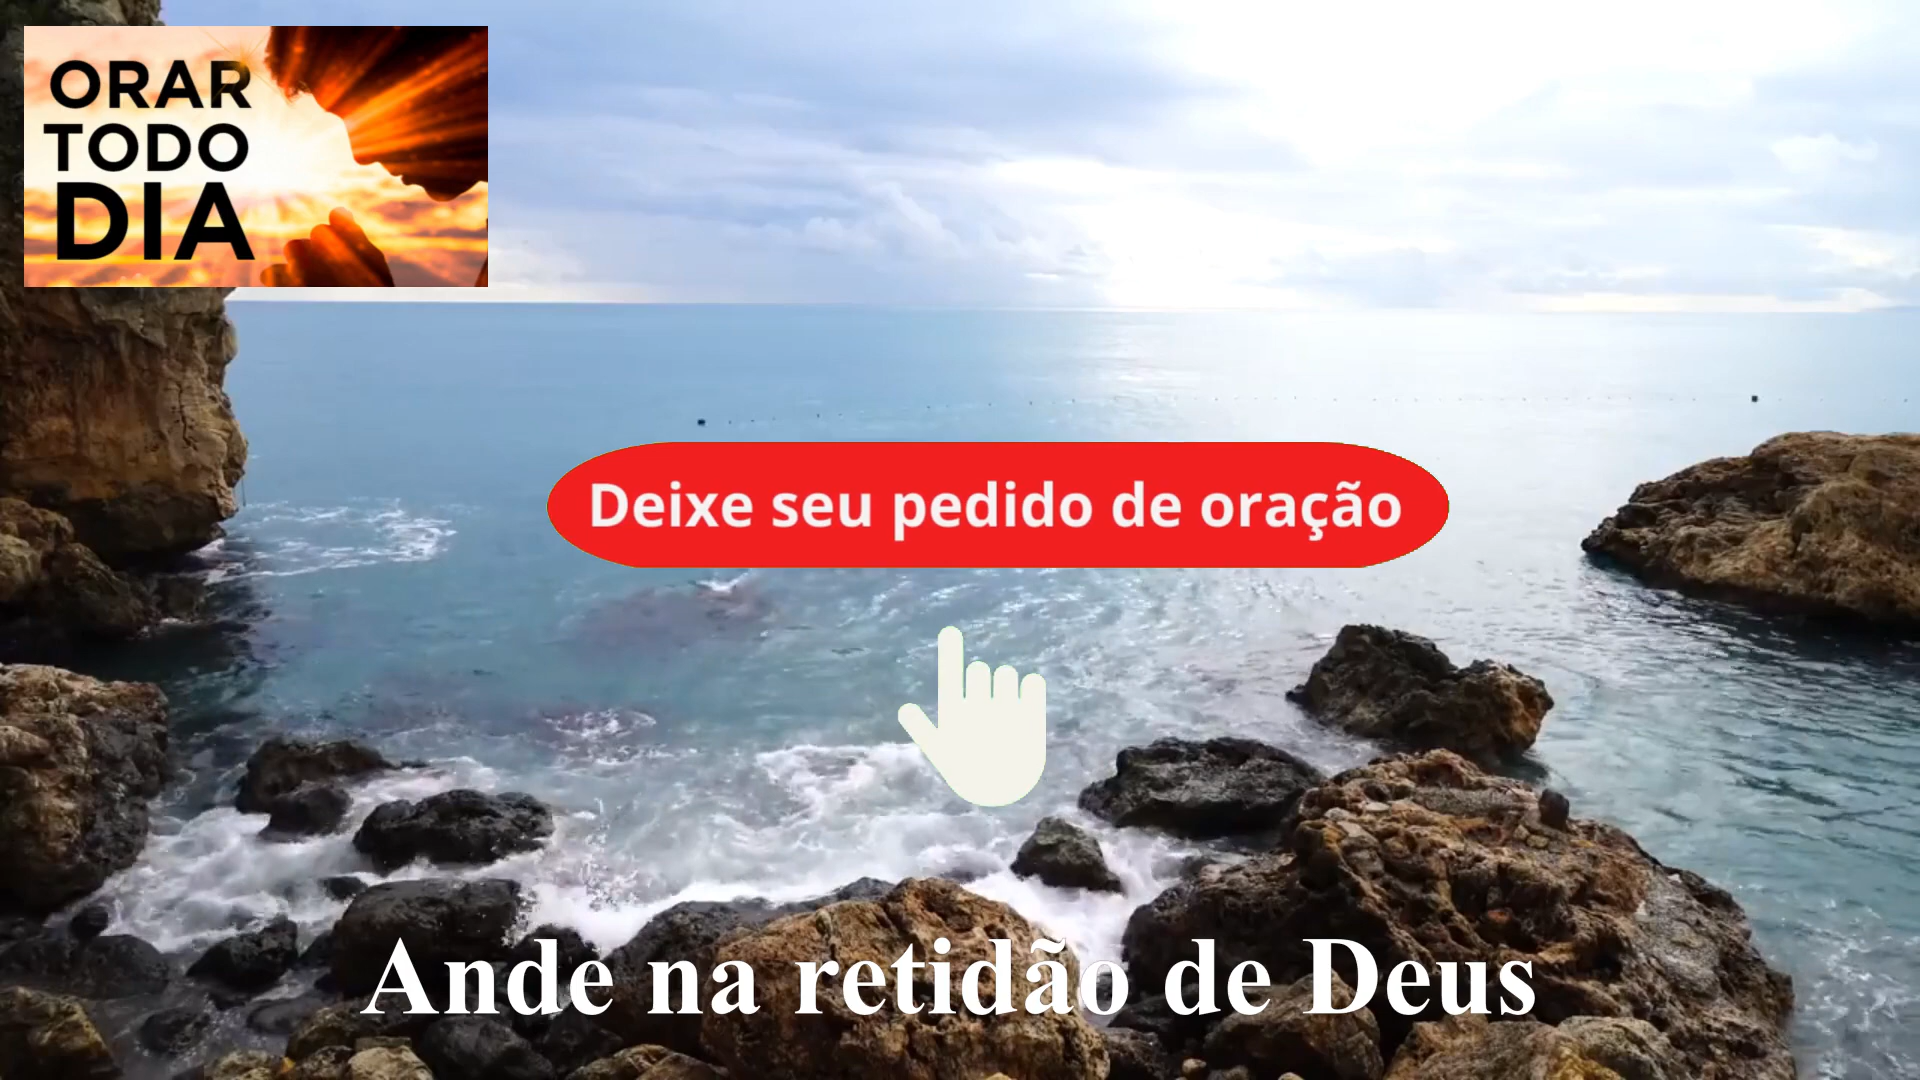 ORAR
TODO
DIA
Deixe seu pedido de oração
Ande na retidão de Deus